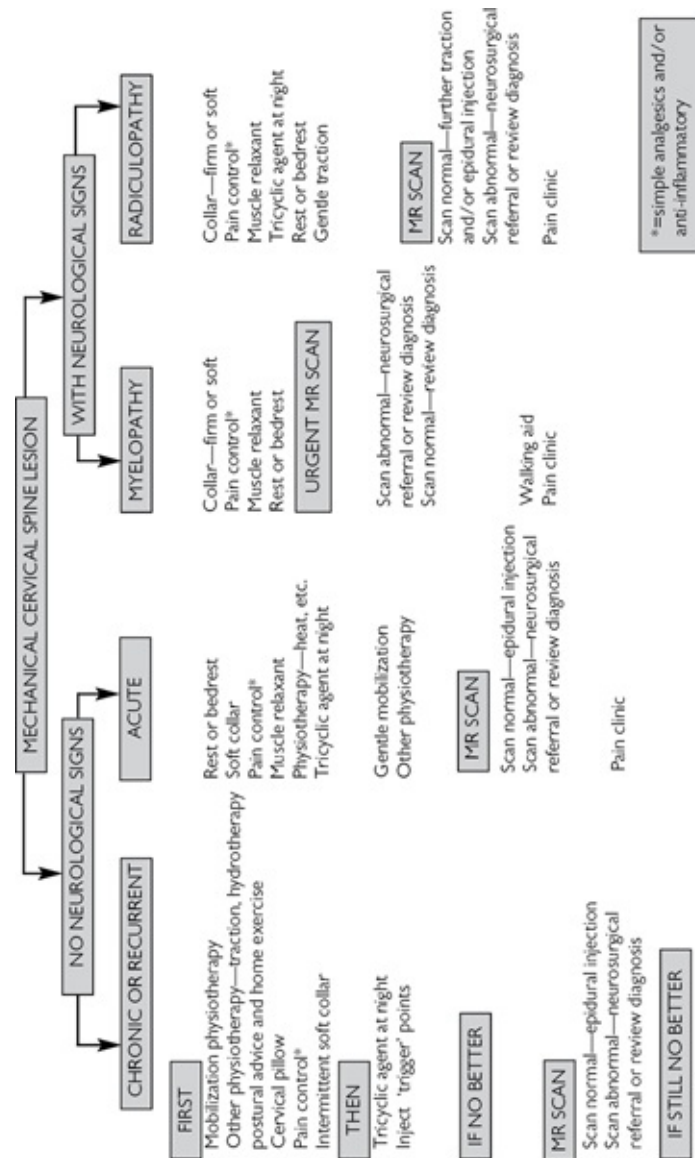 MECHANICAL CERVICAL SPINE LESION
NO NEUROLOGICAL SIGNS
WITH NEUROLOGICAL SIGNS
CHRONIC OR RECURRENT
ACUTE
MYELOPATHY
RADICULOPATHY
FIRST
Mobilization physiotherapy
Other physiotherapy—traction, hydrotherapy
postural advice and home exercise
Cervical pillow
Pain control*
Intermittent soft collar
THEN
Tricyclic agent at night
Inject 'trigger' points
IF NO BETTER
MR SCAN
Scan normal—epidural injection
Scan abnormal—neurosurgical
referral or review diagnosis
IF STILL NO BETTER
Rest or bedrest
Soft collar
Pain control*
Muscle relaxant
Physiotherapy—heat, etc.
Tricyclic agent at night
Gentle mobilization
Other physiotherapy
MR SCAN
Scan normal—epidural injection
Scan abnormal—neurosurgical
referral or review diagnosis
Pain clinic
Collar—firm or soft
Pain control*
Muscle relaxant
Rest or bedrest
URGENT MR SCAN
Scan abnormal—neurosurgical
referral or review diagnosis
Scan normal—review diagnosis
Walking aid
Pain clinic
Collar—firm or soft
Pain control*
Muscle relaxant
Tricyclic agent at night
Rest or bedrest
Gentle traction
MR SCAN
Scan normal—further traction
and/or epidural injection
Scan abnormal—neurosurgical
referral or review diagnosis
Pain clinic
*=simple analgesics and/or
anti-inflammatory